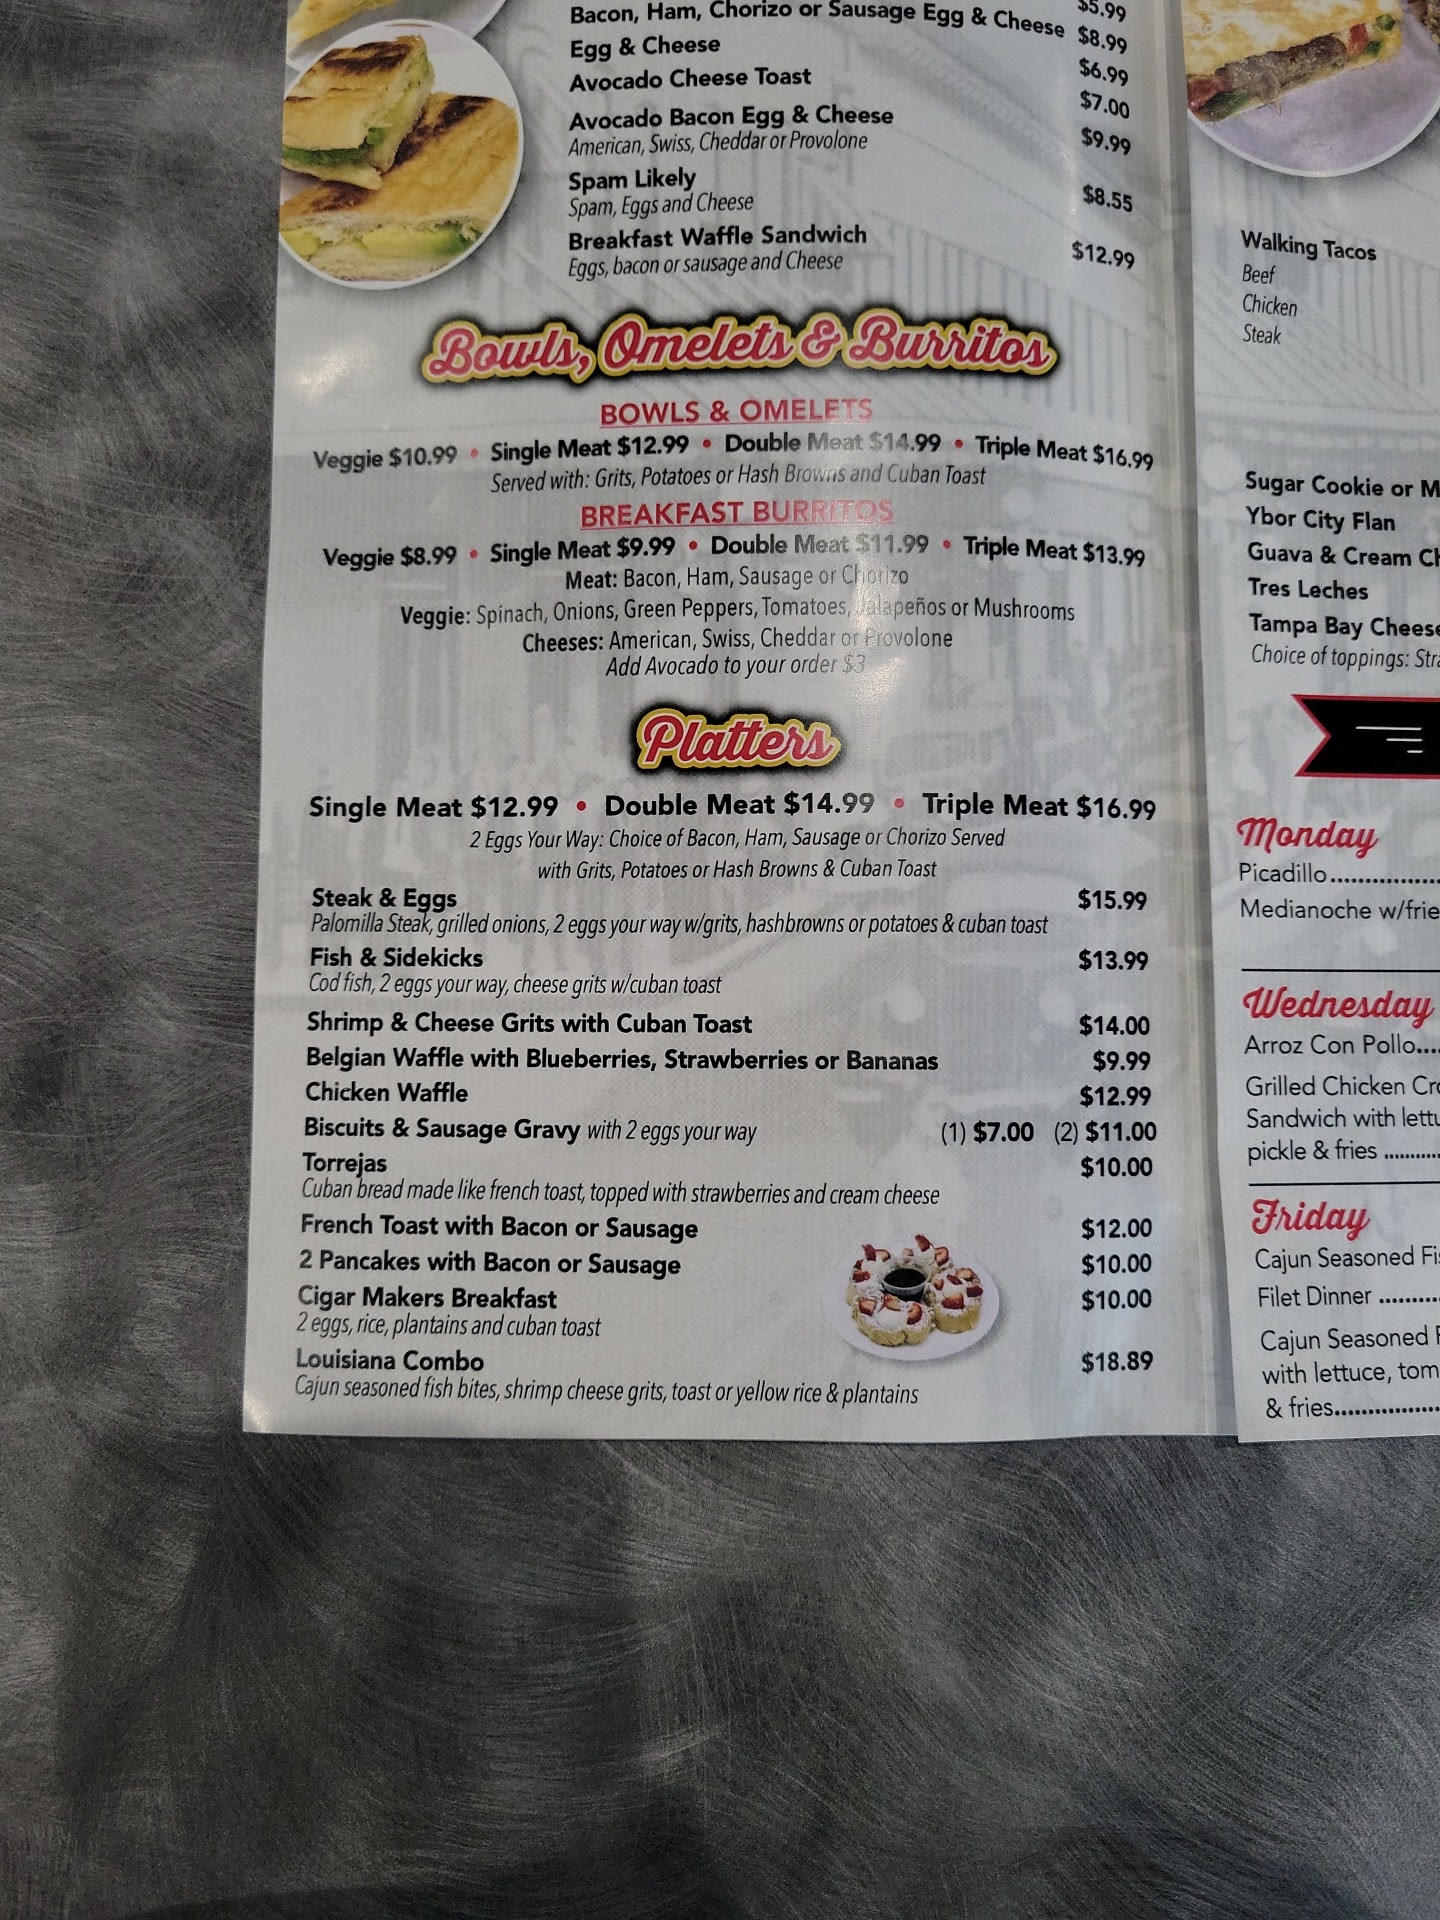 $5.99
Bacon, Ham, Chorizo or Sausage Egg & Cheese $8.99
Egg & Cheese $6.99
Avocado Cheese Toast $7.00
Avocado Bacon Egg & Cheese $9.99
American, Swiss, Cheddar or Provolone
Spam Likely $8.55
Spam, Eggs and Cheese
Breakfast Waffle Sandwich $12.99
Eggs, bacon or sausage and Cheese
Bowls, Omelets & Burritos
BOWLS & OMELETS
Veggie $10.99 • Single Meat $12.99 • Double Meat $14.99 • Triple Meat $16.99
Served with: Grits, Potatoes or Hash Browns and Cuban Toast
BREAKFAST BURRITOS
Veggie $8.99 • Single Meat $9.99 • Double Meat $11.99 • Triple Meat $13.99
Meat: Bacon, Ham, Sausage or Chorizo
Veggie: Spinach, Onions, Green Peppers, Tomatoes, Jalapeños or Mushrooms
Cheeses: American, Swiss, Cheddar or Provolone
Add Avocado to your order $3
Platters
Single Meat $12.99 • Double Meat $14.99 • Triple Meat $16.99
2 Eggs Your Way: Choice of Bacon, Ham, Sausage or Chorizo Served
with Grits, Potatoes or Hash Browns & Cuban Toast
Steak & Eggs $15.99
Palomilla Steak, grilled onions, 2 eggs your way w/grits, hashbrowns or potatoes & cuban toast
Fish & Sidekicks $13.99
Cod fish, 2 eggs your way, cheese grits w/cuban toast
Shrimp & Cheese Grits with Cuban Toast $14.00
Belgian Waffle with Blueberries, Strawberries or Bananas $9.99
Chicken Waffle $12.99
Biscuits & Sausage Gravy with 2 eggs your way (1) $7.00 (2) $11.00
Torrejas $10.00
Cuban bread made like french toast, topped with strawberries and cream cheese
French Toast with Bacon or Sausage $12.00
2 Pancakes with Bacon or Sausage $10.00
Cigar Makers Breakfast $10.00
2 eggs, rice, plantains and cuban toast
Louisiana Combo $18.89
Cajun seasoned fish bites, shrimp cheese grits, toast or yellow rice & plantains
Walking Tacos
Beef
Chicken
Steak
Sugar Cookie or
Ybor City Flan
Guava & Cream
Tres Leches
Tampa Bay
Choice of toppings:
Monday
Picadillo
Medianoche
Wednesday
Arroz Con Pollo
Grilled Chicken
Sandwich with
pickle & fries
Friday
Cajun Seasoned
Filet Dinner
Cajun Seasoned
with lettuce,
& fries